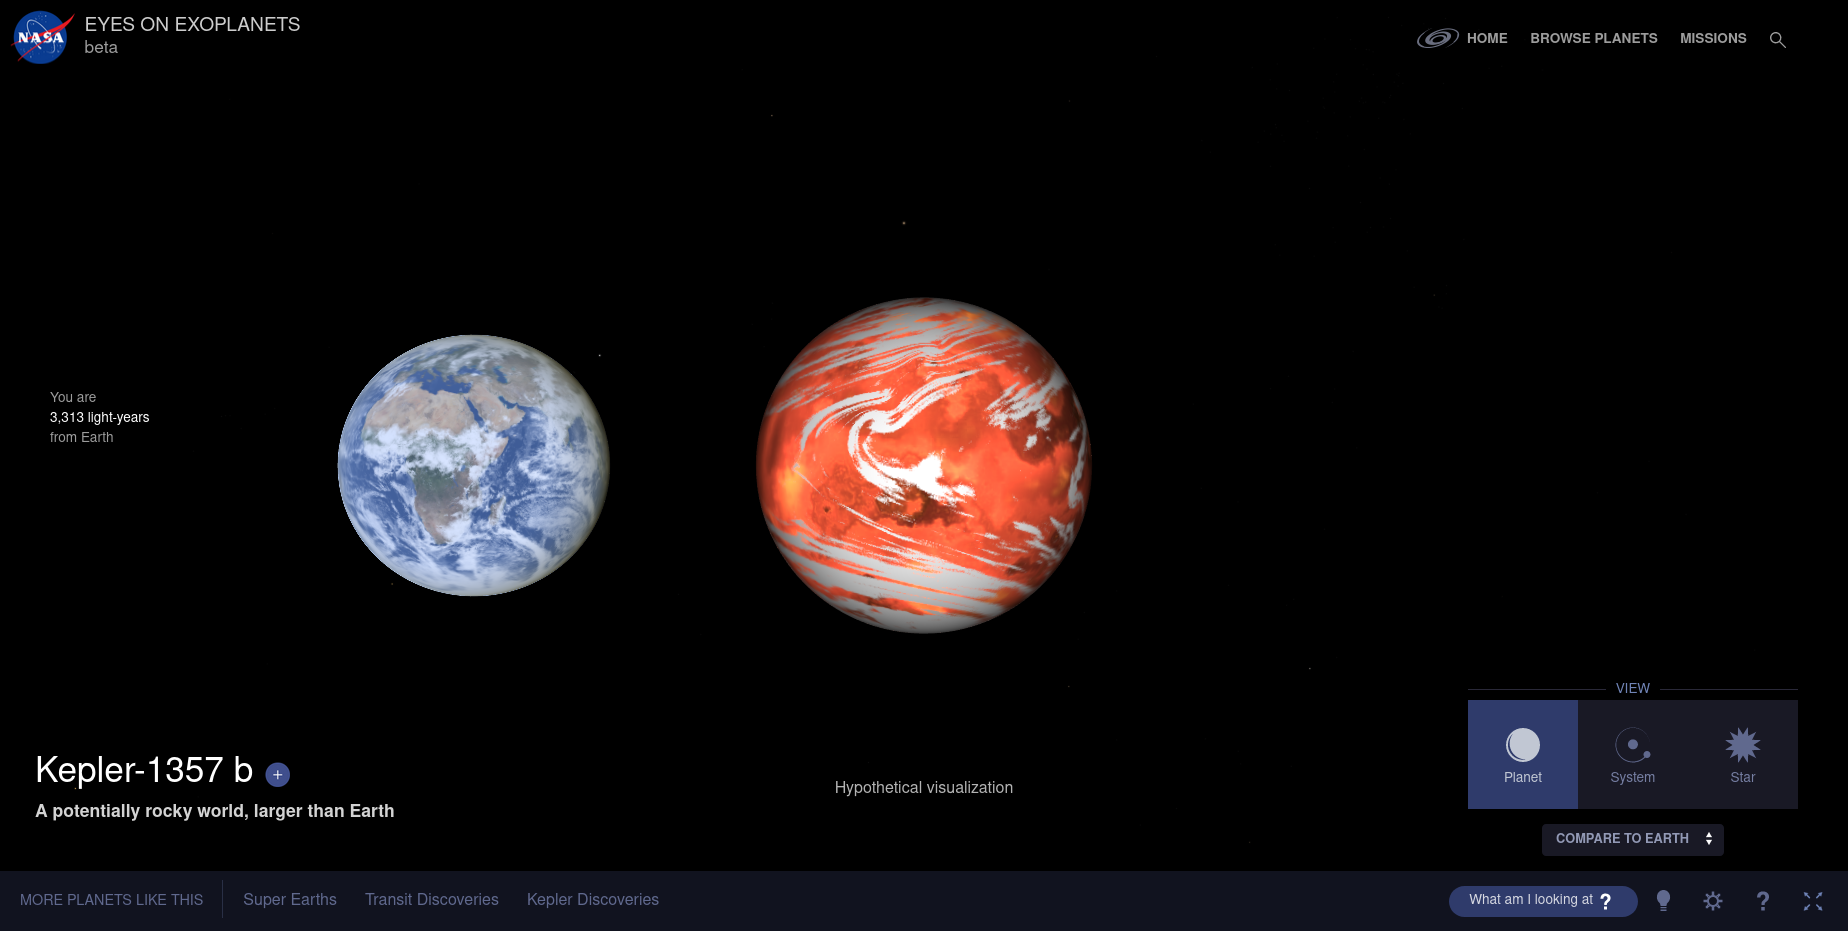 NASA
EYES ON EXOPLANETS
beta
HOME
BROWSE PLANETS
MISSIONS
You are
3,313 light-years
from Earth
VIEW
Planet
System
Star
Kepler-1357 b +
A potentially rocky world, larger than Earth
Hypothetical visualization
COMPARE TO EARTH
MORE PLANETS LIKE THIS
Super Earths
Transit Discoveries
Kepler Discoveries
What am I looking at ?
?